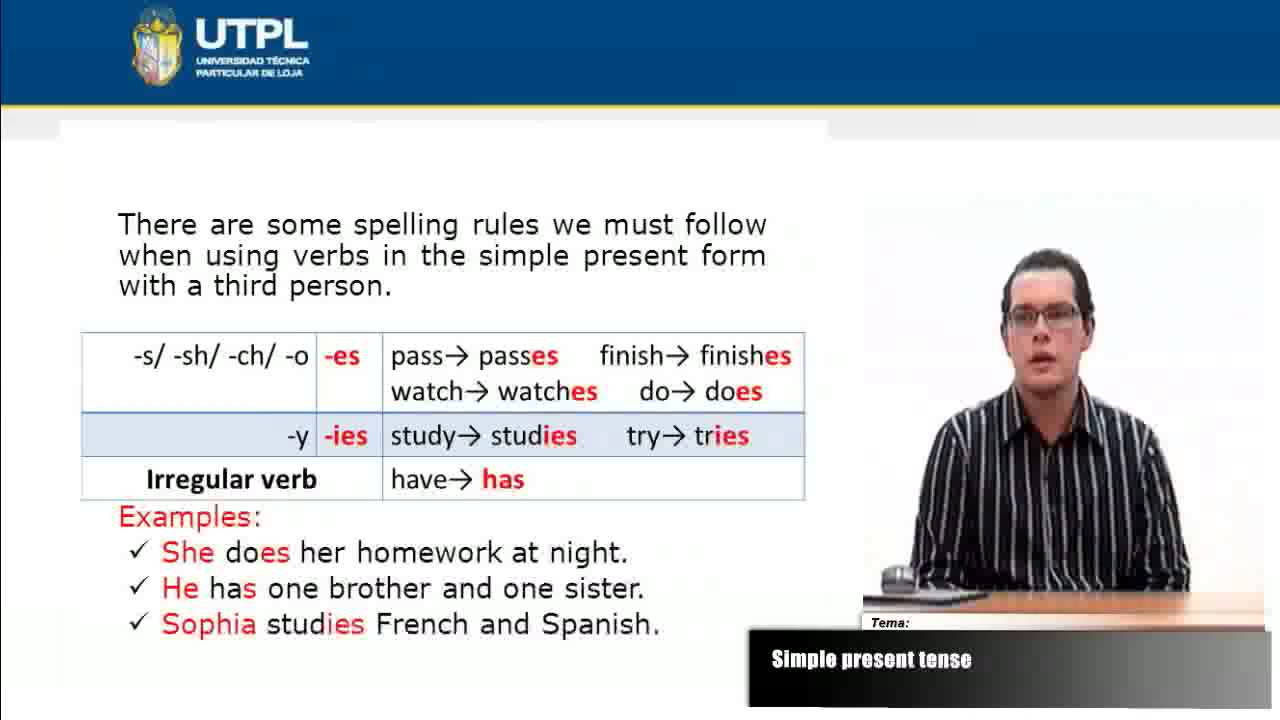 UTPL
UNIVERSIDAD TÉCNICA
PARTICULAR DE LOJA
There are some spelling rules we must follow
when using verbs in the simple present form
with a third person.
-s/ -sh/ -ch/ -o -es pass→ passes finish→ finishes
watch→ watches do→ does
-y -ies study→ studies try→ tries
Irregular verb have→ has
Examples:
✓ She does her homework at night.
✓ He has one brother and one sister.
✓ Sophia studies French and Spanish.
Tema:
Simple present tense